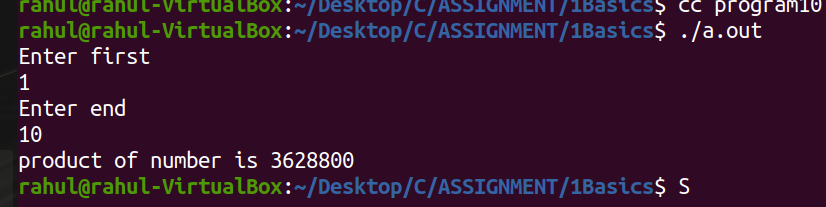 rahul@rahul-VirtualBox:~/Desktop/C/ASSIGNMENT/1Basics$ cc program10
rahul@rahul-VirtualBox:~/Desktop/C/ASSIGNMENT/1Basics$ ./a.out
Enter first
1
Enter end
10
product of number is 3628800
rahul@rahul-VirtualBox:~/Desktop/C/ASSIGNMENT/1Basics$ S